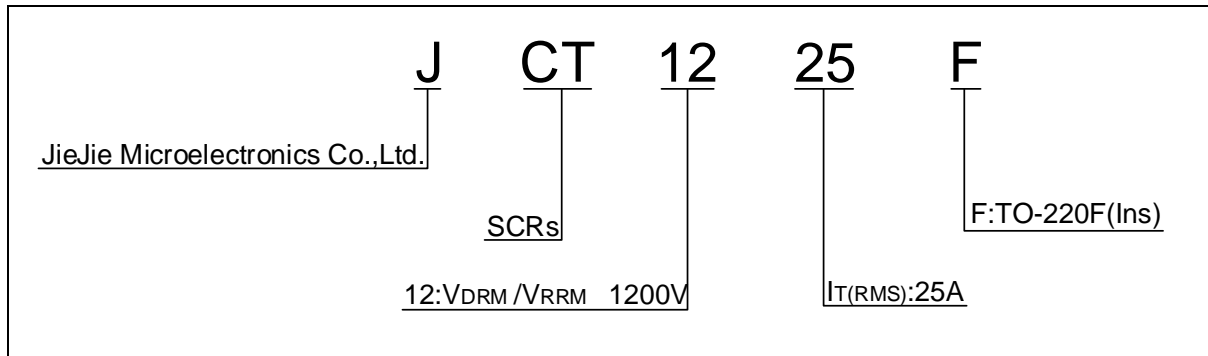 J CT 12 25 F
JieJie Microelectronics Co.,Ltd.
SCRs
F:TO-220F(Ins)
12:VDRM/VRRM 1200V
IT(RMS):25A